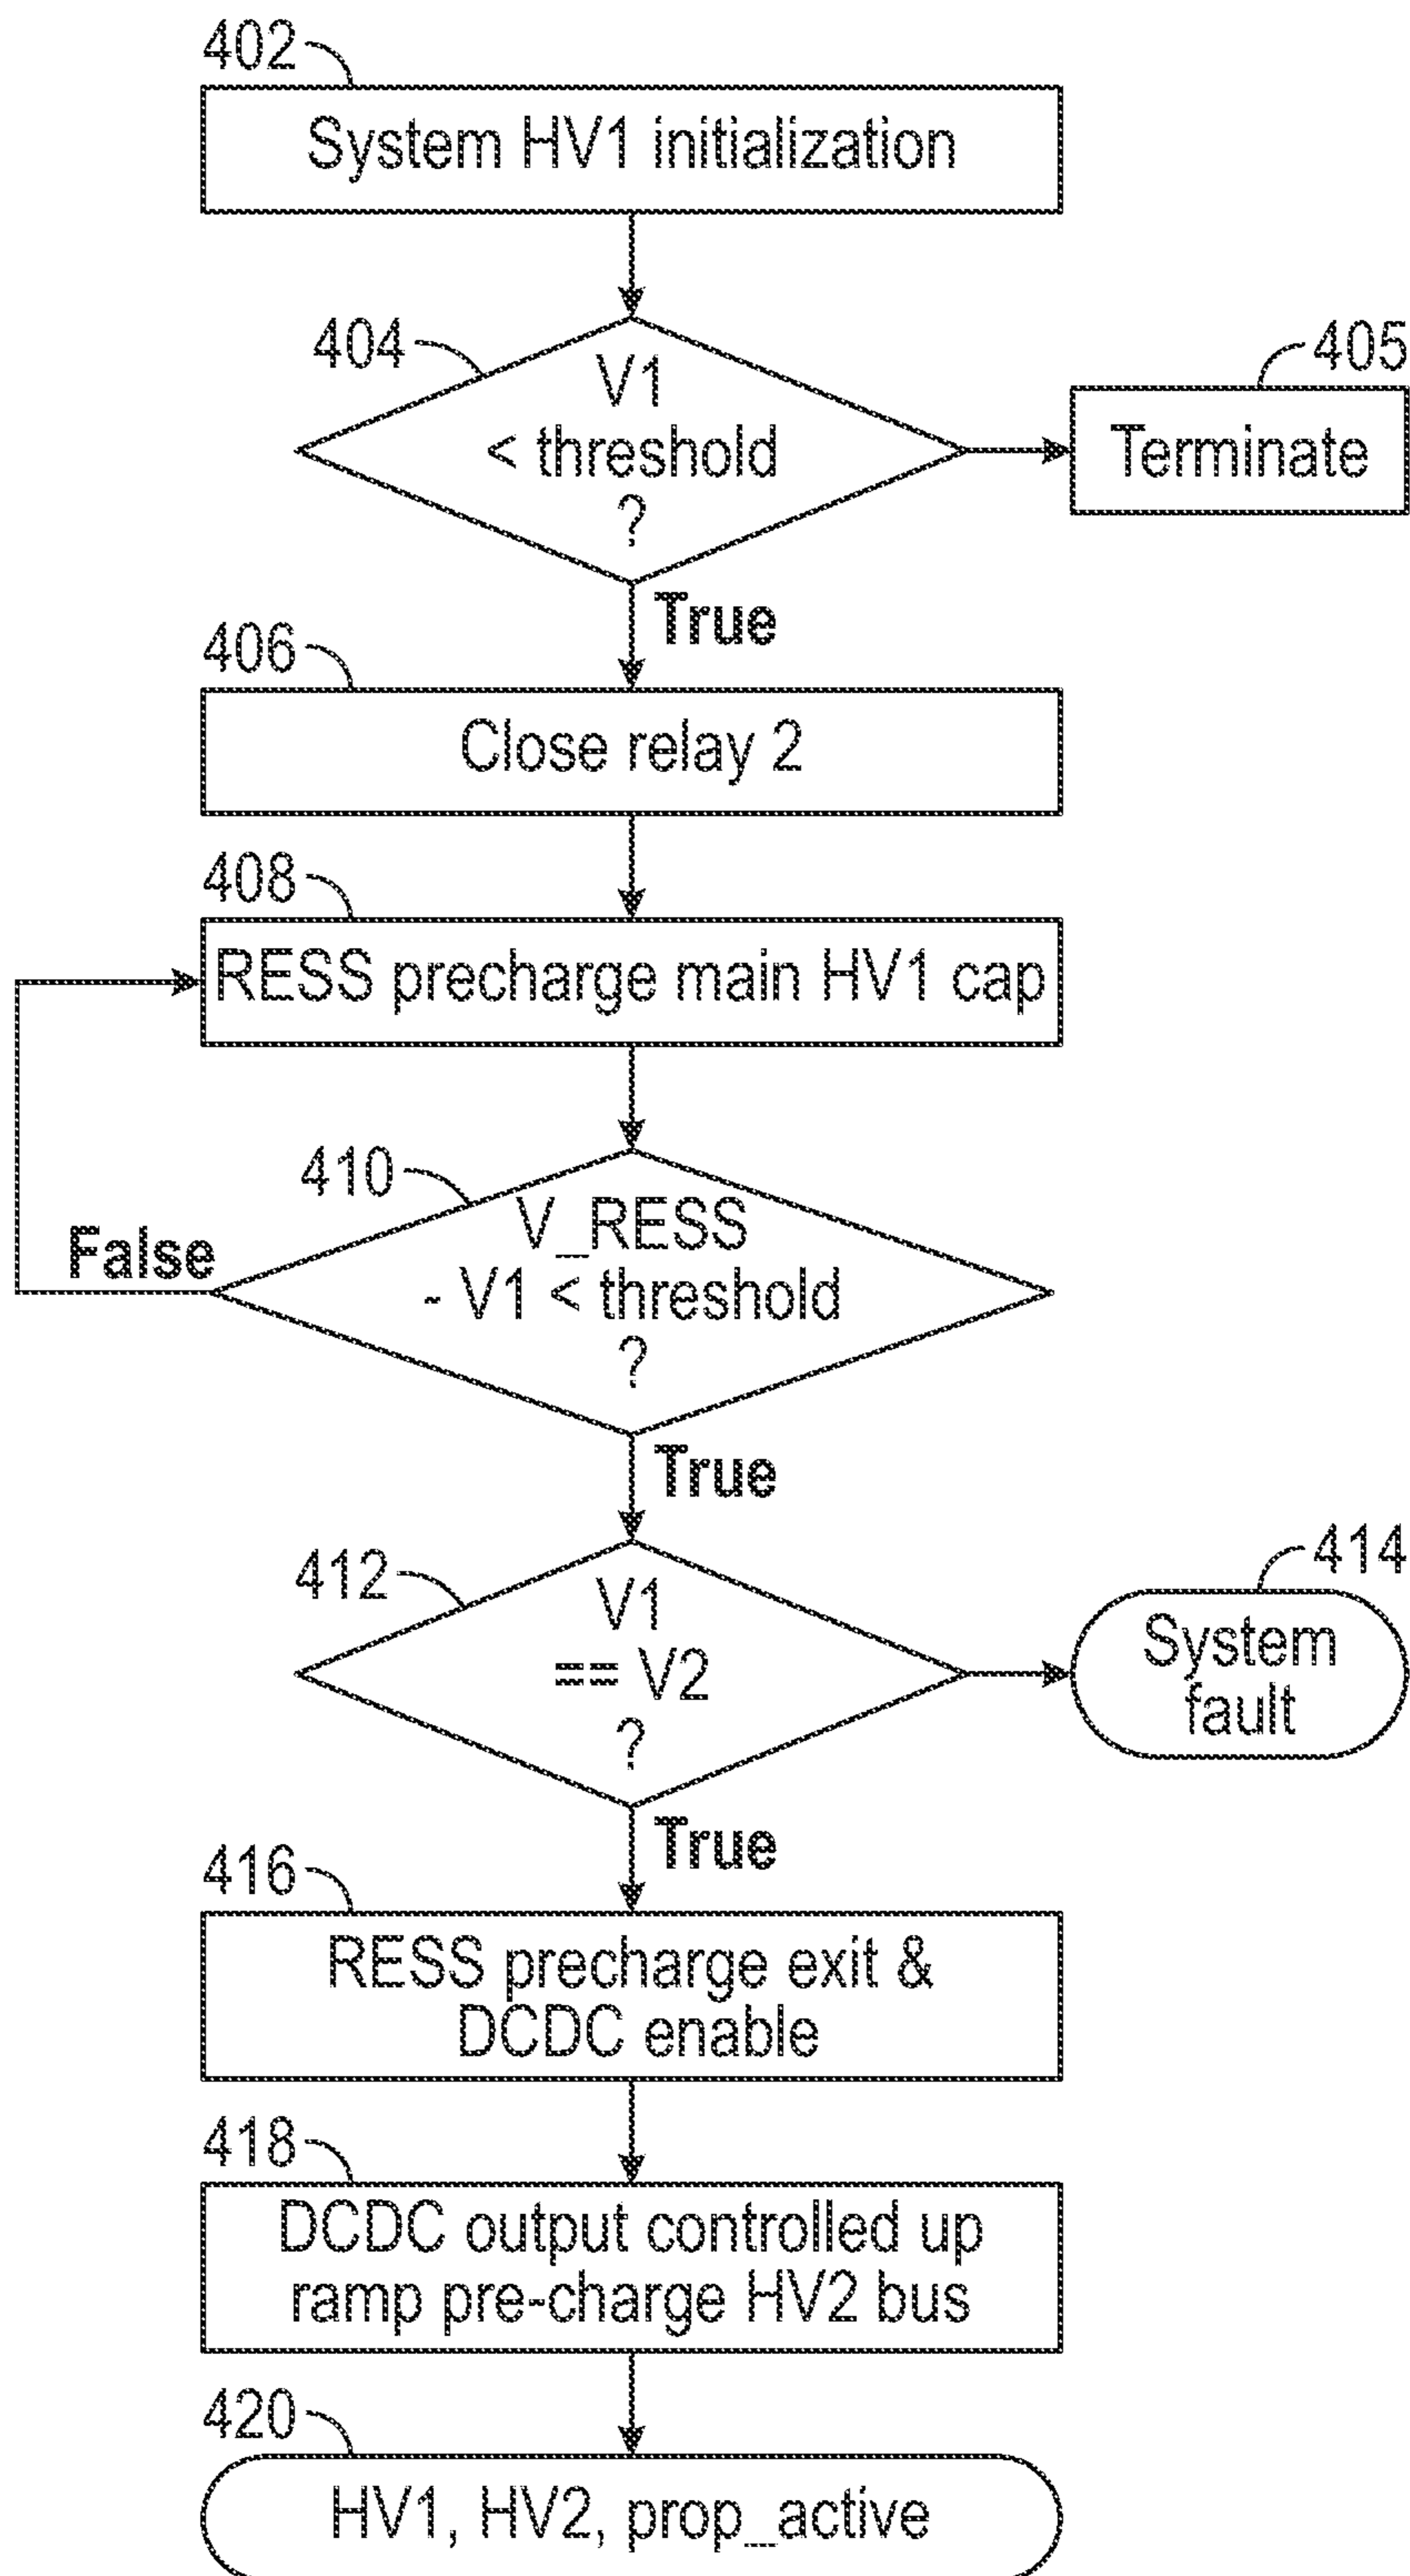 402
System HV1 initialization
404
V1
< threshold
?
405
Terminate
True
406
Close relay 2
408
RESS precharge main HV1 cap
410
V_RESS
- V1 < threshold
?
False
True
412
V1
== V2
?
414
System
fault
True
416
RESS precharge exit &
DCDC enable
418
DCDC output controlled up
ramp pre-charge HV2 bus
420
HV1, HV2, prop_active